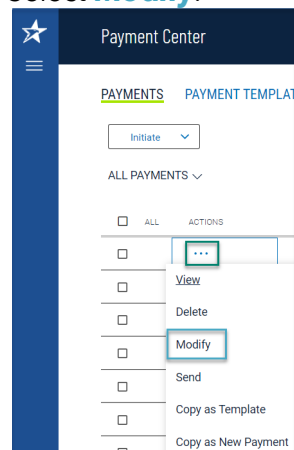 Payment Center
PAYMENTS PAYMENT TEMPLAT
Initiate
ALL PAYMENTS
ALL ACTIONS
...
View
Delete
Modify
Send
Copy as Template
Copy as New Payment